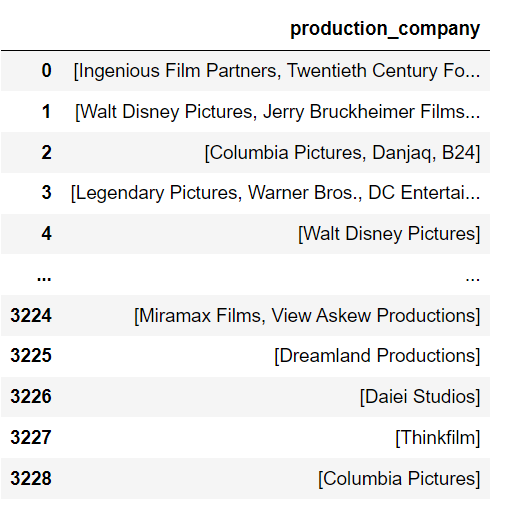 production_company
0 [Ingenious Film Partners, Twentieth Century Fo...
1 [Walt Disney Pictures, Jerry Bruckheimer Films...
2 [Columbia Pictures, Danjaq, B24]
3 [Legendary Pictures, Warner Bros., DC Entertai...
4 [Walt Disney Pictures]
... ...
3224 [Miramax Films, View Askew Productions]
3225 [Dreamland Productions]
3226 [Daiei Studios]
3227 [Thinkfilm]
3228 [Columbia Pictures]